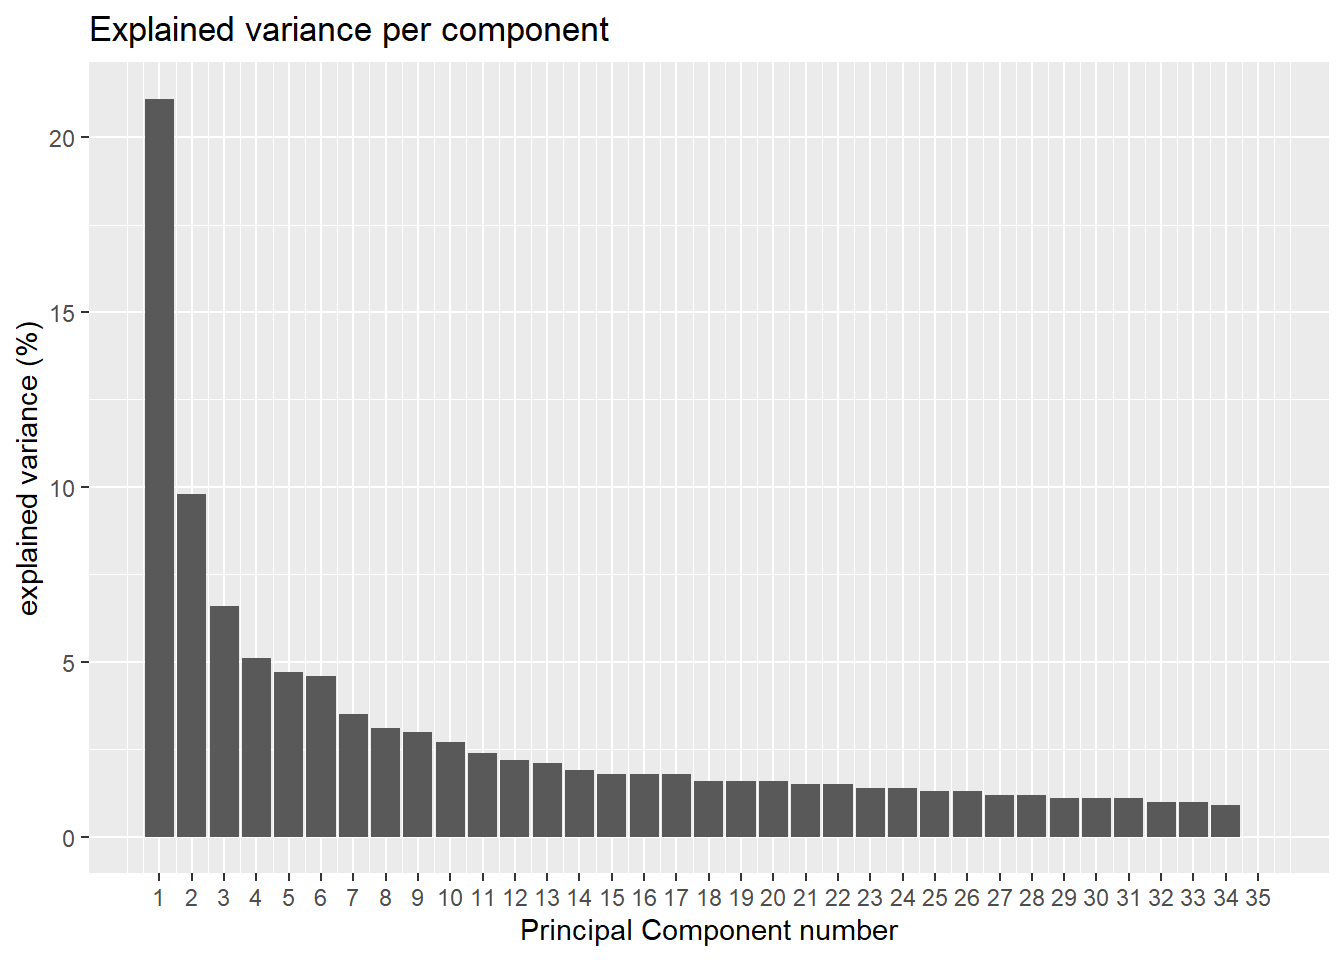 Explained variance per component
20
15
10
5
0
explained variance (%)
1 2 3 4 5 6 7 8 9 10 11 12 13 14 15 16 17 18 19 20 21 22 23 24 25 26 27 28 29 30 31 32 33 34 35
Principal Component number